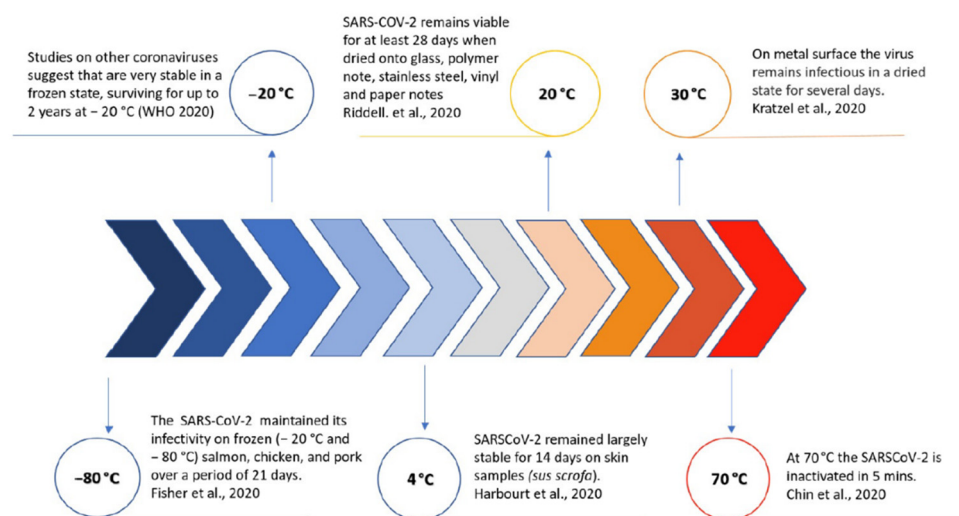 Studies on other coronaviruses
suggest that are very stable in a
frozen state, surviving for up to
2 years at – 20 °C (WHO 2020)
–20 °C
SARS-COV-2 remains viable
for at least 28 days when
dried onto glass, polymer
note, stainless steel, vinyl
and paper notes
Riddell. et al., 2020
20 °C
30 °C
On metal surface the virus
remains infectious in a dried
state for several days.
Kratzel et al., 2020
–80 °C
The SARS-CoV-2 maintained its
infectivity on frozen (– 20 °C and
– 80 °C) salmon, chicken, and pork
over a period of 21 days.
Fisher et al., 2020
4 °C
SARSCoV-2 remained largely
stable for 14 days on skin
samples (sus scrofa).
Harbourt et al., 2020
70 °C
At 70 °C the SARSCoV-2 is
inactivated in 5 mins.
Chin et al., 2020